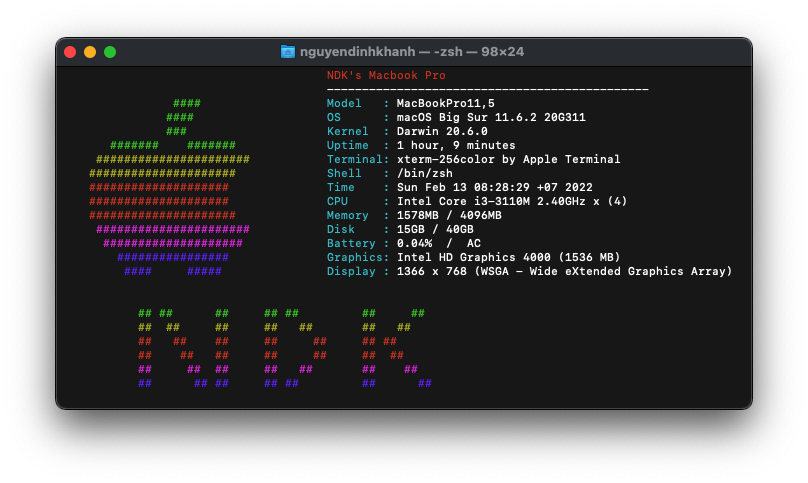 nguyendinhkhanh — -zsh — 98×24
NDK's Macbook Pro
----------------------------------------------
Model   : MacBookPro11,5
OS      : macOS Big Sur 11.6.2 20G311
Kernel  : Darwin 20.6.0
Uptime  : 1 hour, 9 minutes
Terminal: xterm-256color by Apple Terminal
Shell   : /bin/zsh
Time    : Sun Feb 13 08:28:29 +07 2022
CPU     : Intel Core i3-3110M 2.40GHz x (4)
Memory  : 1578MB / 4096MB
Disk    : 15GB / 40GB
Battery : 0.04%  /  AC
Graphics: Intel HD Graphics 4000 (1536 MB)
Display : 1366 x 768 (WSGA - Wide eXtended Graphics Array)
NDK